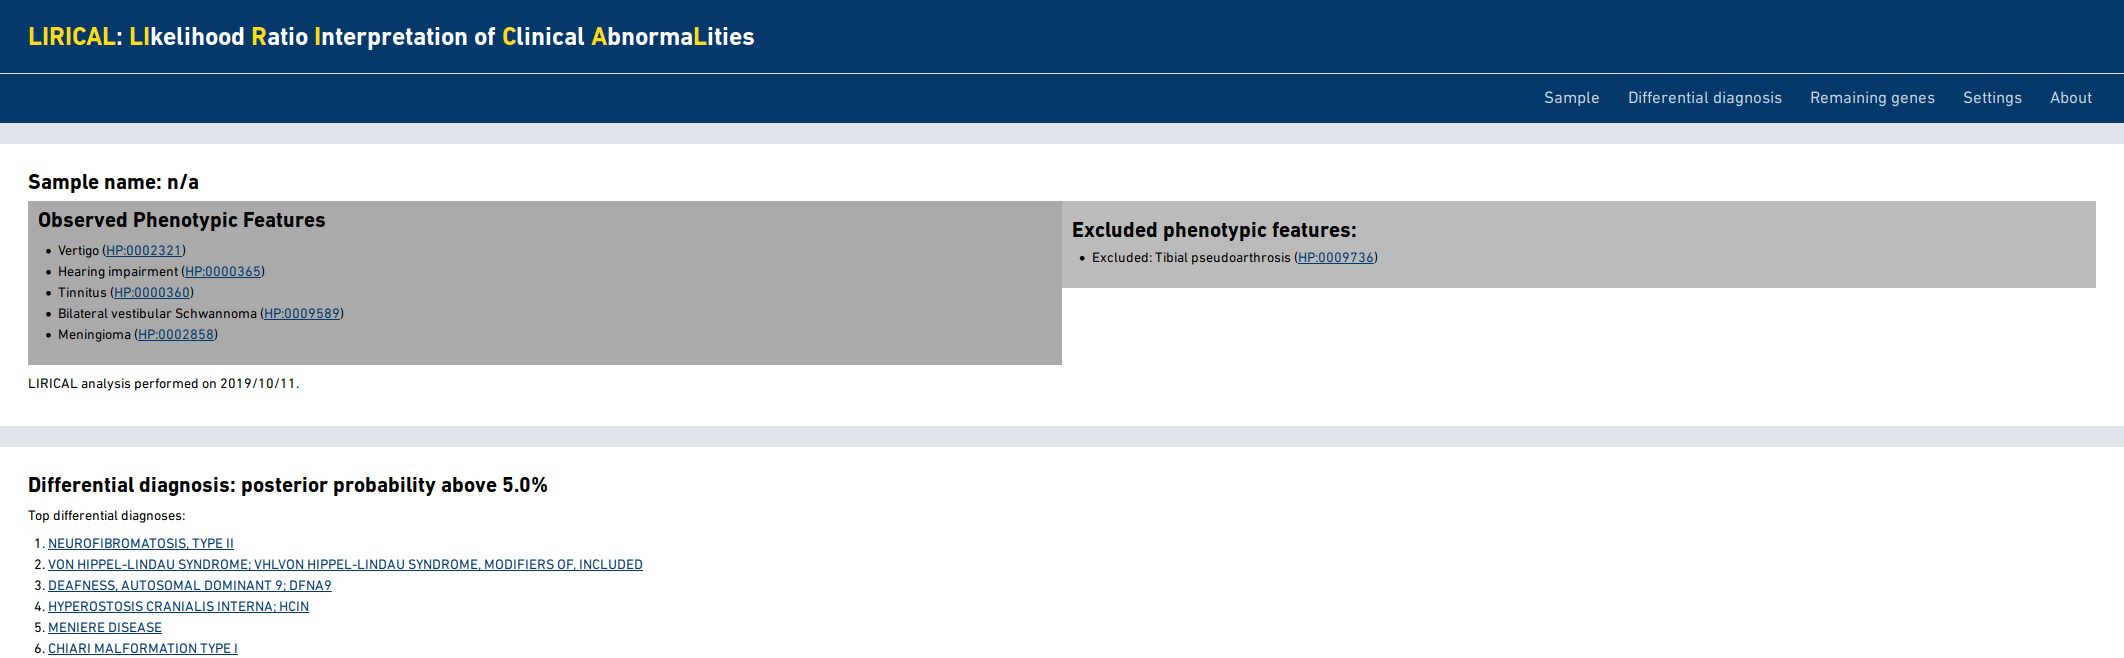 LIRICAL: LIkelihood Ratio Interpretation of Clinical AbnormaLities
Sample Differential diagnosis Remaining genes Settings About
Sample name: n/a
Observed Phenotypic Features
• Vertigo (HP:0002321)
• Hearing impairment (HP:0000365)
• Tinnitus (HP:0000360)
• Bilateral vestibular Schwannoma (HP:0009589)
• Meningioma (HP:0002858)
Excluded phenotypic features:
• Excluded: Tibial pseudoarthrosis (HP:0009736)
LIRICAL analysis performed on 2019/10/11.
Differential diagnosis: posterior probability above 5.0%
Top differential diagnoses:
1. NEUROFIBROMATOSIS, TYPE II
2. VON HIPPEL-LINDAU SYNDROME; VHLVON HIPPEL-LINDAU SYNDROME, MODIFIERS OF, INCLUDED
3. DEAFNESS, AUTOSOMAL DOMINANT 9; DFNA9
4. HYPEROSTOSIS CRANIALIS INTERNA; HCIN
5. MENIERE DISEASE
6. CHIARI MALFORMATION TYPE I